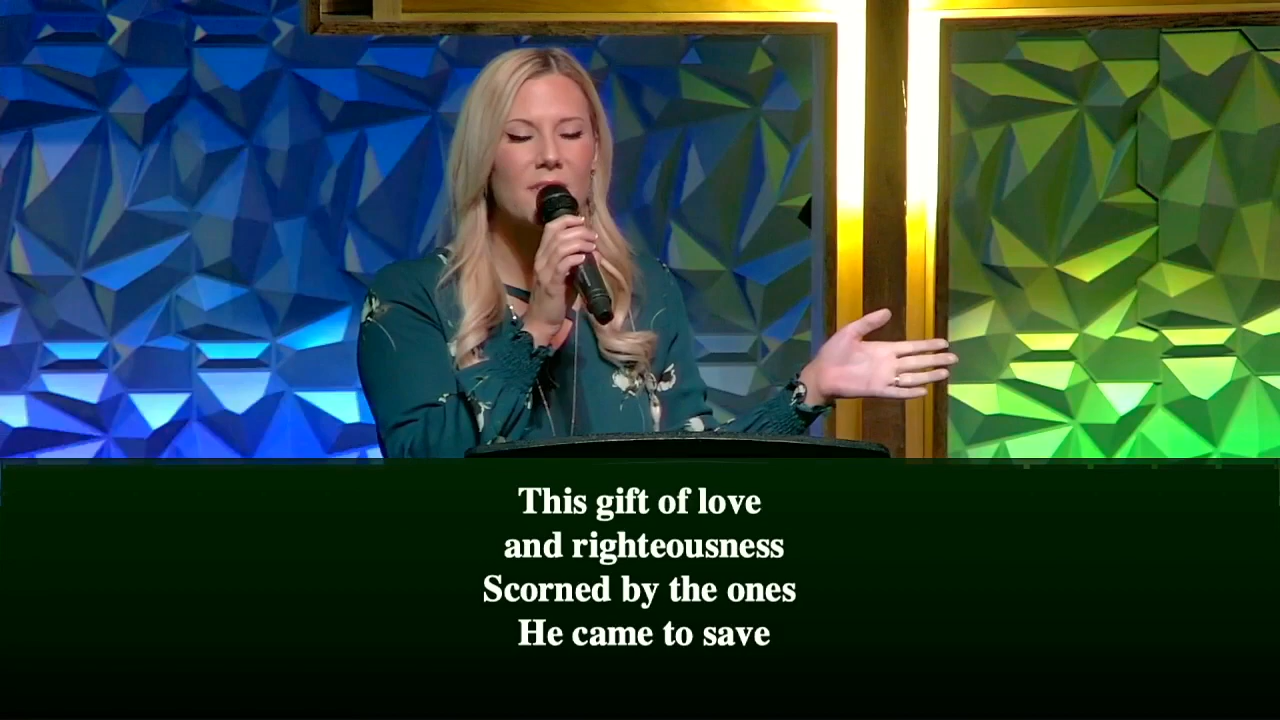 This gift of love
and righteousness
Scorned by the ones
He came to save